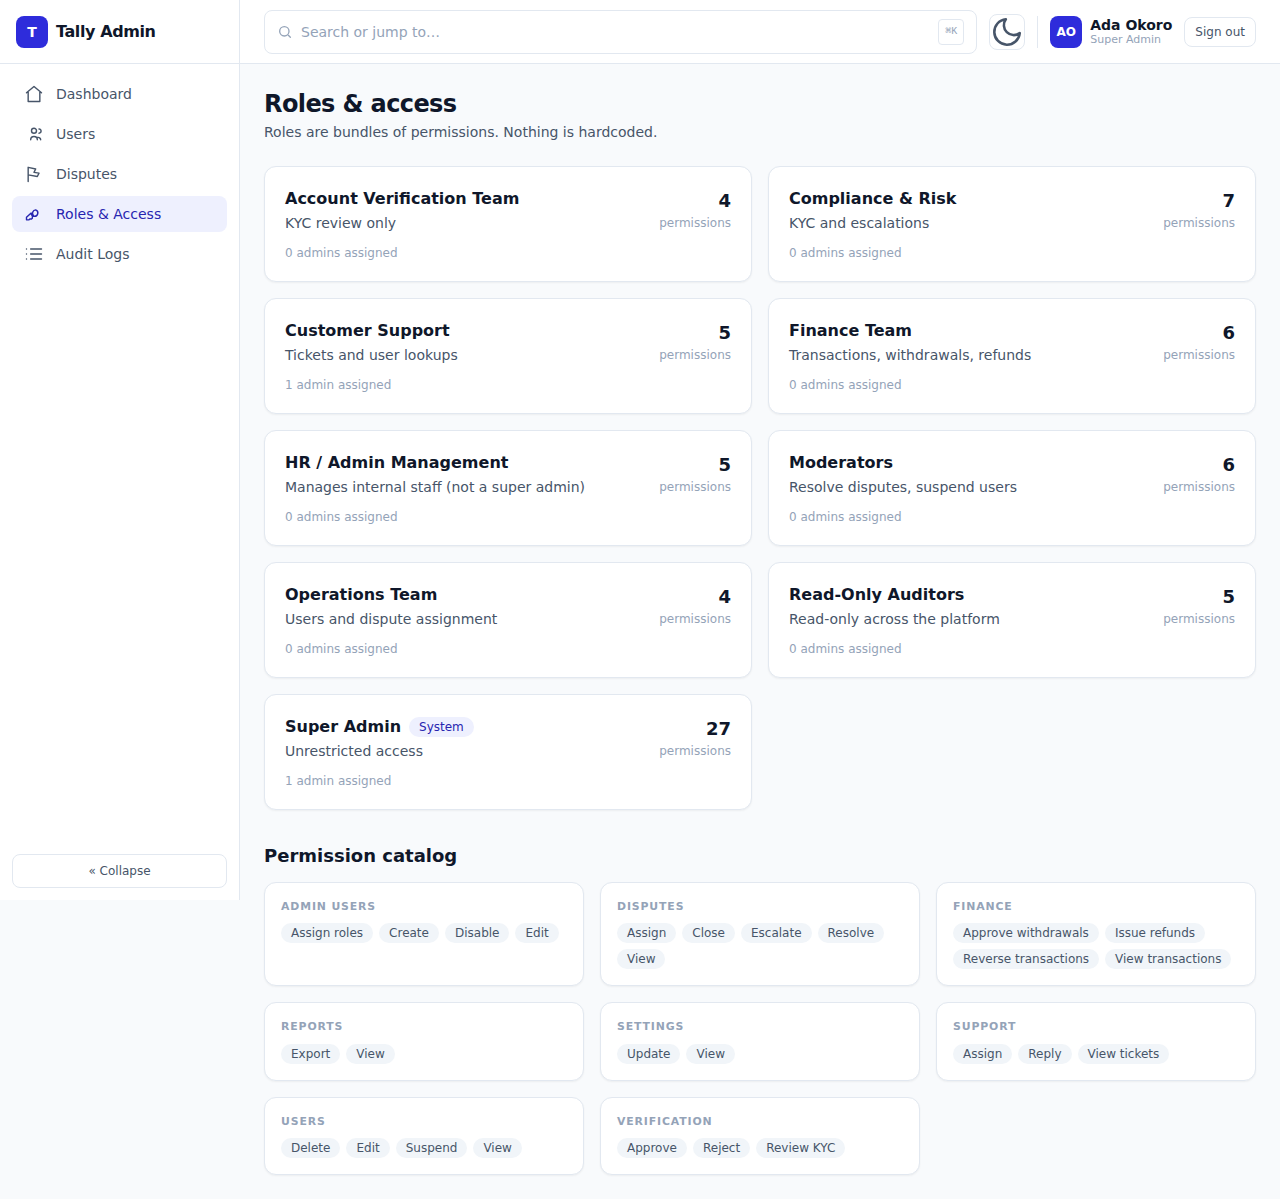 T Tally Admin
Search or jump to... ⌘K
AO Ada Okoro
Super Admin
Sign out
Dashboard
Users
Disputes
Roles & Access
Audit Logs
« Collapse
Roles & access
Roles are bundles of permissions. Nothing is hardcoded.
Account Verification Team 4
KYC review only permissions
0 admins assigned
Compliance & Risk 7
KYC and escalations permissions
0 admins assigned
Customer Support 5
Tickets and user lookups permissions
1 admin assigned
Finance Team 6
Transactions, withdrawals, refunds permissions
0 admins assigned
HR / Admin Management 5
Manages internal staff (not a super admin) permissions
0 admins assigned
Moderators 6
Resolve disputes, suspend users permissions
0 admins assigned
Operations Team 4
Users and dispute assignment permissions
0 admins assigned
Read-Only Auditors 5
Read-only across the platform permissions
0 admins assigned
Super Admin System 27
Unrestricted access permissions
1 admin assigned
Permission catalog
ADMIN USERS
Assign roles Create Disable Edit
DISPUTES
Assign Close Escalate Resolve
View
FINANCE
Approve withdrawals Issue refunds
Reverse transactions View transactions
REPORTS
Export View
SETTINGS
Update View
SUPPORT
Assign Reply View tickets
USERS
Delete Edit Suspend View
VERIFICATION
Approve Reject Review KYC